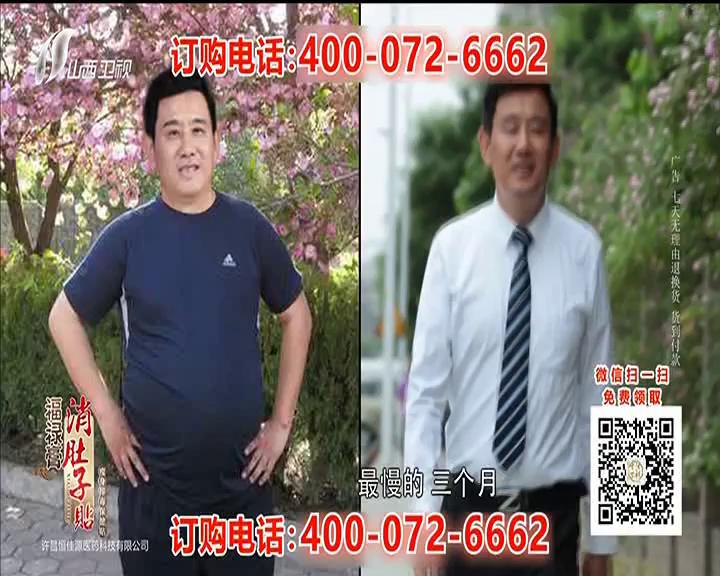 订购电话:400-072-6662
山西卫视
广告 七天无理由退换货 货到付款
微信扫一扫
免费领取
福禄膏
消肚子贴
最慢的 三个月
许昌恒佳源医药科技有限公司
订购电话:400-072-6662